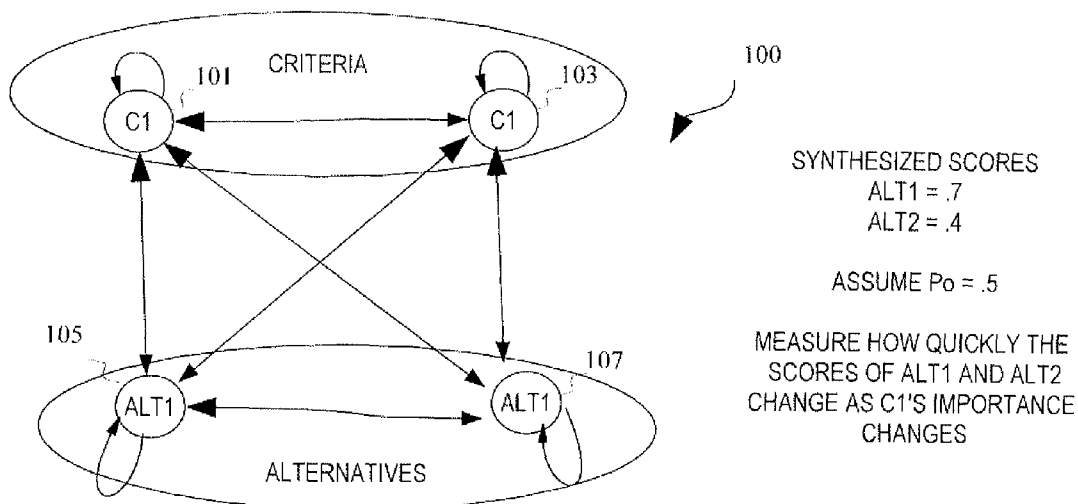 CRITERIA
101
103
100
C1
C1
SYNTHESIZED SCORES
ALT1 = .7
ALT2 = .4
ASSUME Po = .5
105
107
MEASURE HOW QUICKLY THE
SCORES OF ALT1 AND ALT2
CHANGE AS C1'S IMPORTANCE
CHANGES
ALT1
ALT1
ALTERNATIVES